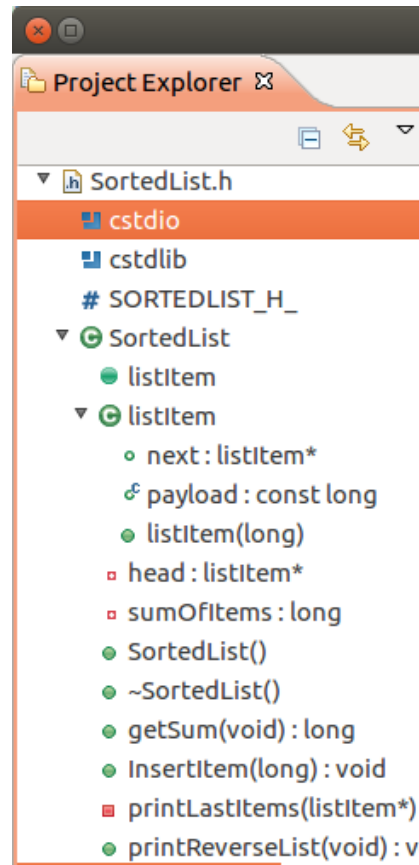 Project Explorer
SortedList.h
cstdio
cstdlib
# SORTEDLIST_H_
SortedList
listItem
listItem
next : listItem*
payload : const long
listItem(long)
head : listItem*
sumOfItems : long
SortedList()
~SortedList()
getSum(void) : long
InsertItem(long) : void
printLastItems(listItem*)
printReverseList(void) : v